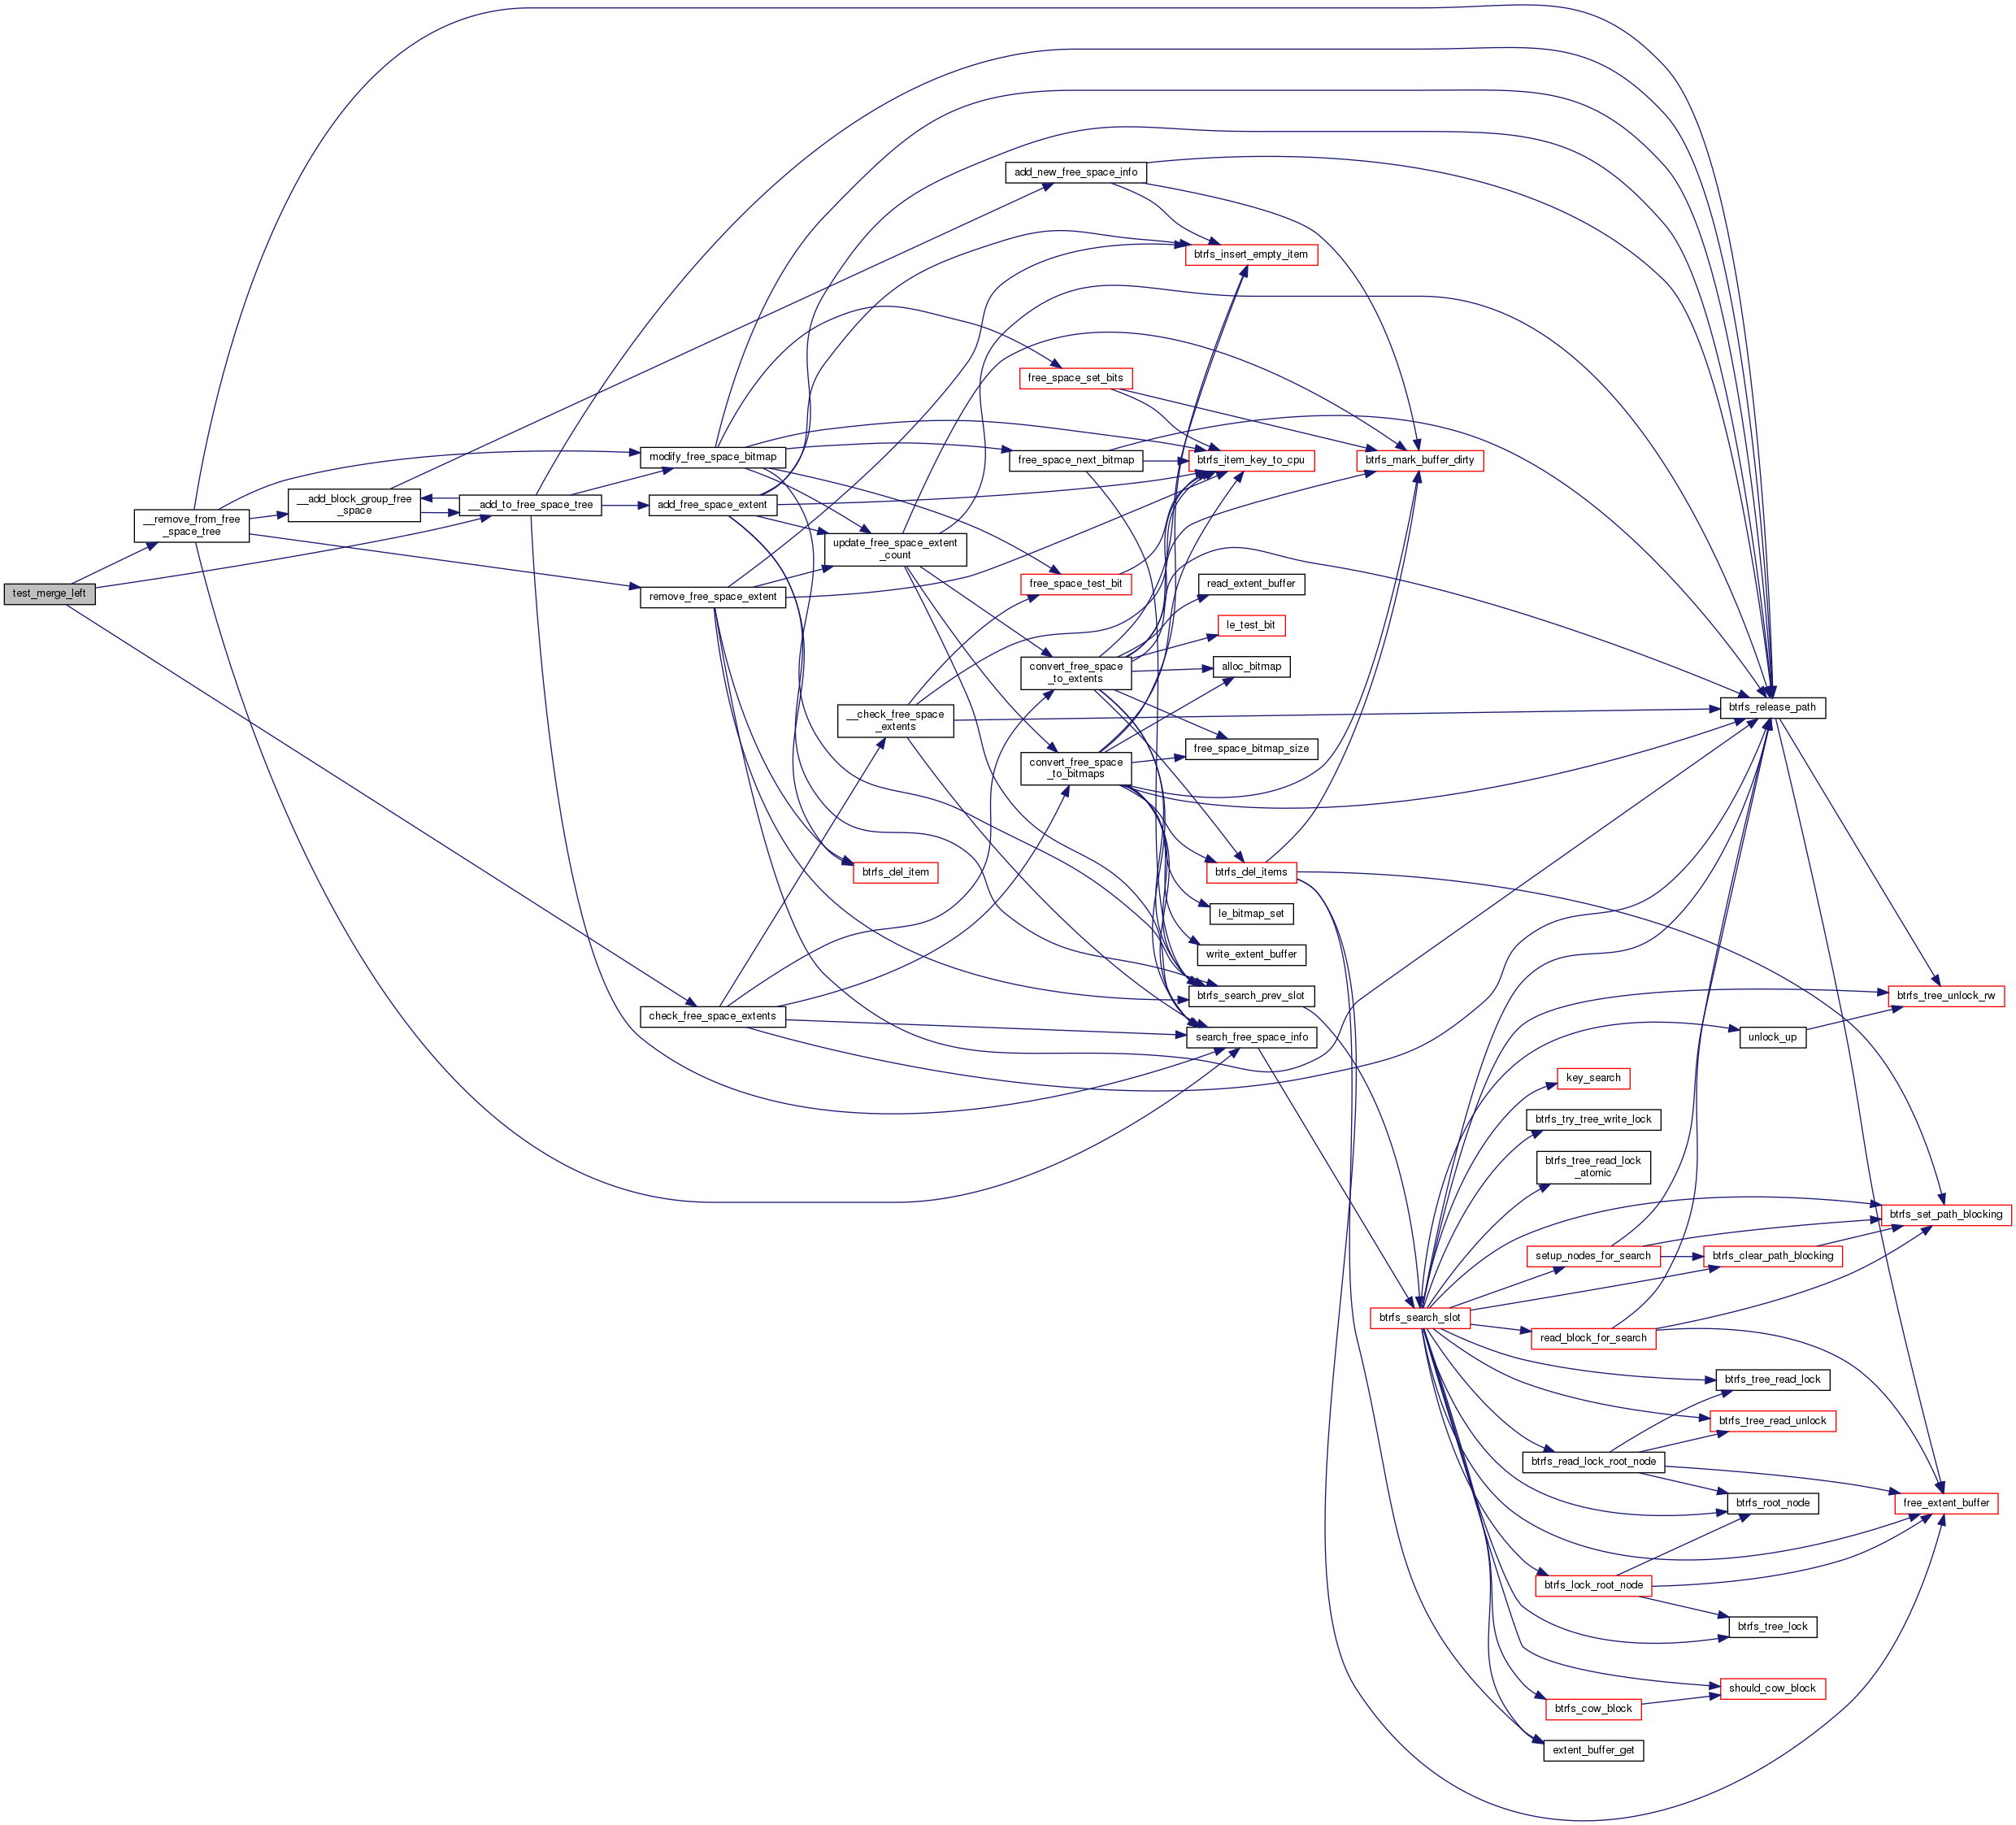 add_new_free_space_info
btrfs_insert_empty_item
free_space_set_bits
modify_free_space_bitmap
free_space_next_bitmap
btrfs_item_key_to_cpu
btrfs_mark_buffer_dirty
__add_block_group_free
_space
__add_to_free_space_tree
add_free_space_extent
__remove_from_free
_space_tree
update_free_space_extent
_count
free_space_test_bit
read_extent_buffer
test_merge_left
remove_free_space_extent
le_test_bit
convert_free_space
_to_extents
alloc_bitmap
btrfs_release_path
__check_free_space
_extents
free_space_bitmap_size
convert_free_space
_to_bitmaps
btrfs_del_item
btrfs_del_items
le_bitmap_set
write_extent_buffer
btrfs_search_prev_slot
btrfs_tree_unlock_rw
check_free_space_extents
search_free_space_info
unlock_up
key_search
btrfs_try_tree_write_lock
btrfs_tree_read_lock
_atomic
btrfs_set_path_blocking
setup_nodes_for_search
btrfs_clear_path_blocking
btrfs_search_slot
read_block_for_search
btrfs_tree_read_lock
btrfs_tree_read_unlock
btrfs_read_lock_root_node
btrfs_root_node
free_extent_buffer
btrfs_lock_root_node
btrfs_tree_lock
should_cow_block
btrfs_cow_block
extent_buffer_get